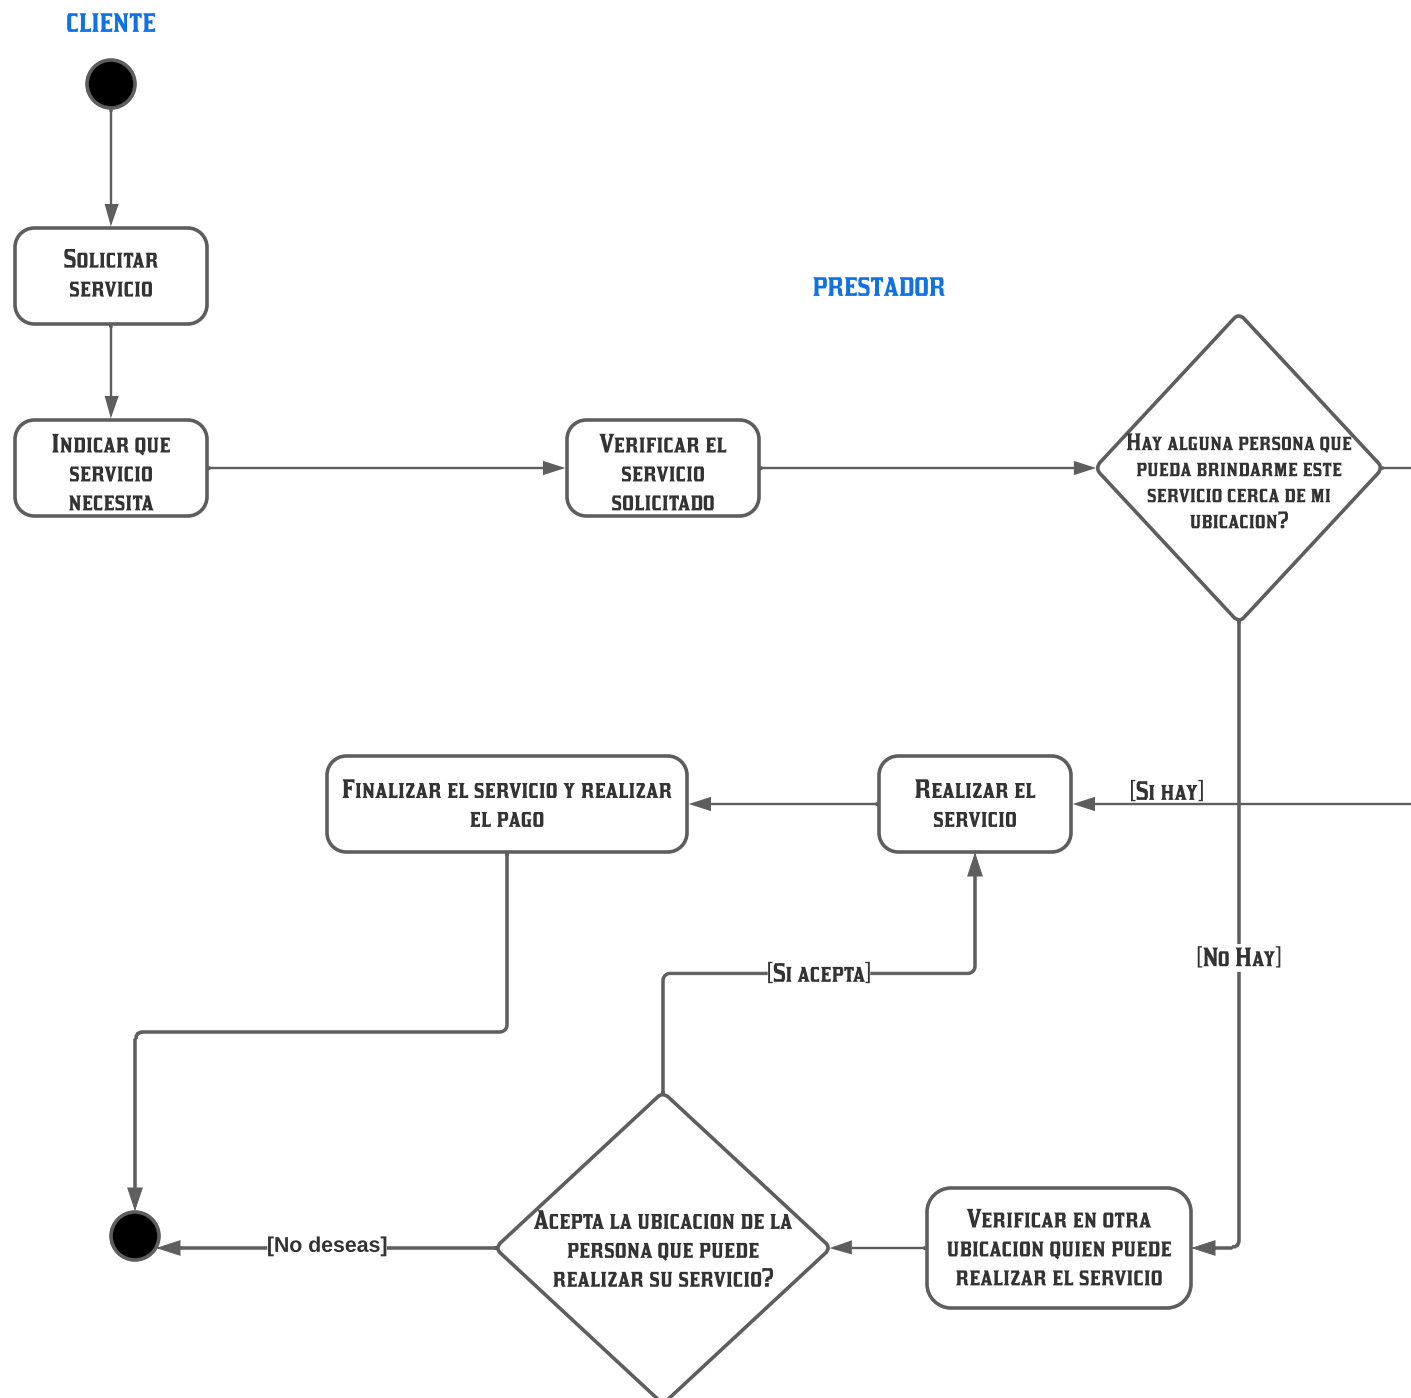 CLIENTE
Solicitar
servicio
PRESTADOR
Indicar que
servicio
necesita
Verificar el
servicio
solicitado
Hay alguna persona que
pueda brindarme este
servicio cerca de mi
ubicacion?
Finalizar el servicio y realizar
el pago
Realizar el
servicio
[Si hay]
[No Hay]
[Si acepta]
Acepta la ubicacion de la
persona que puede
realizar su servicio?
[No deseas]
Verificar en otra
ubicacion quien puede
realizar el servicio